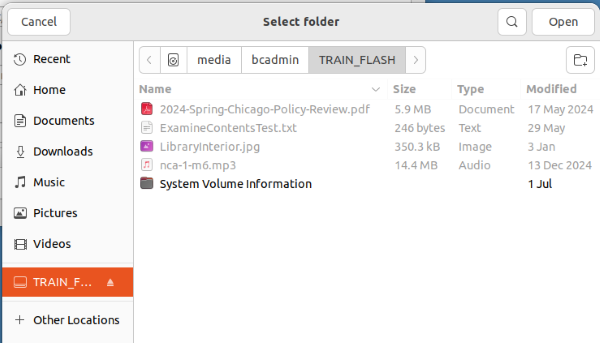 Cancel Select folder Open
Recent
Home
Documents
Downloads
Music
Pictures
Videos
TRAIN_F...
Other Locations
media bcadmin TRAIN_FLASH
Name Size Type Modified
2024-Spring-Chicago-Policy-Review.pdf 5.9 MB Document 17 May 2024
ExamineContentsTest.txt 246 bytes Text 29 May
LibraryInterior.jpg 350.3 kB Image 3 Jan
nca-1-m6.mp3 14.4 MB Audio 13 Dec 2024
System Volume Information 1 Jul